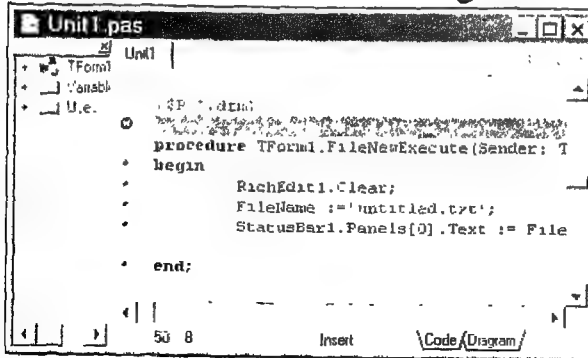 Unit1.pas
Unit1
TForm1
Variabl
procedure TForm1.FileNewExecute(Sender: T
begin
RichEdit1.Clear;
FileName :='untitled.txt';
StatusBar1.Panels[0].Text := File
end;
50 8 Insert Code Diagram